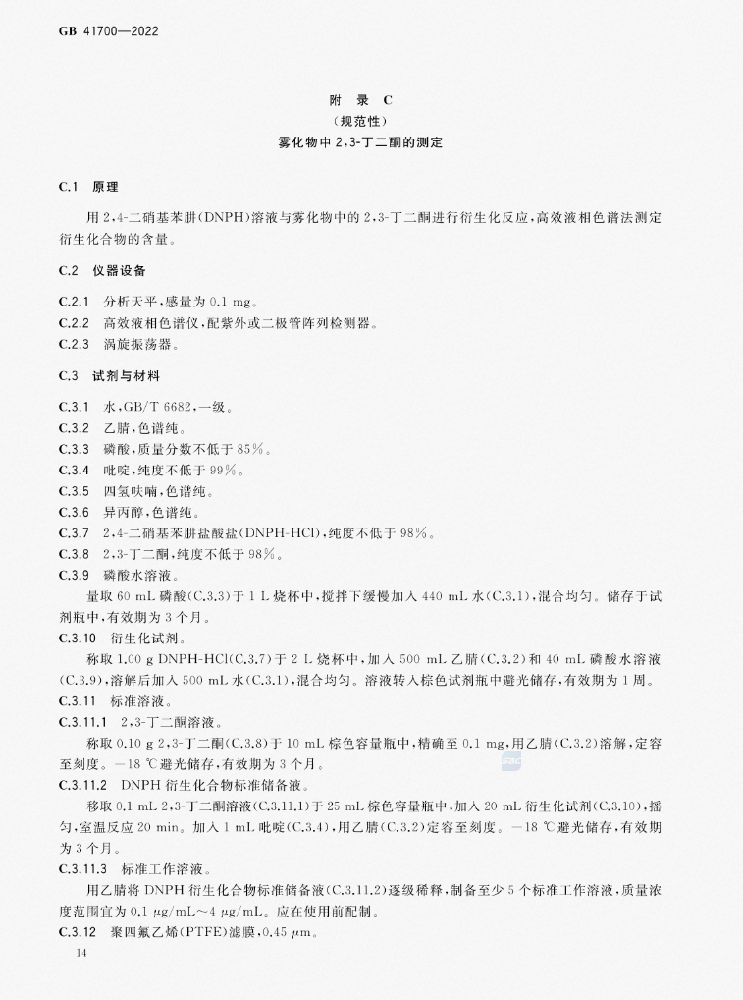 GB 41700—2022
附 录 C
（规范性）
雾化物中 2,3-丁二酮的测定
C.1 原理
用 2,4-二硝基苯肼(DNPH)溶液与雾化物中的 2,3-丁二酮进行衍生化反应,高效液相色谱法测定
衍生化合物的含量。
C.2 仪器设备
C.2.1 分析天平,感量为 0.1 mg。
C.2.2 高效液相色谱仪,配紫外或二极管阵列检测器。
C.2.3 涡旋振荡器。
C.3 试剂与材料
C.3.1 水,GB/T 6682,一级。
C.3.2 乙腈,色谱纯。
C.3.3 磷酸,质量分数不低于 85%。
C.3.4 吡啶,纯度不低于 99%。
C.3.5 四氢呋喃,色谱纯。
C.3.6 异丙醇,色谱纯。
C.3.7 2,4-二硝基苯肼盐酸盐(DNPH-HCl),纯度不低于 98%。
C.3.8 2,3-丁二酮,纯度不低于 98%。
C.3.9 磷酸水溶液。
量取 60 mL 磷酸(C.3.3)于 1 L 烧杯中,搅拌下缓慢加入 440 mL 水(C.3.1),混合均匀。储存于试
剂瓶中,有效期为 3 个月。
C.3.10 衍生化试剂。
称取 1.00 g DNPH-HCl(C.3.7)于 2 L 烧杯中,加入 500 mL 乙腈(C.3.2)和 40 mL 磷酸水溶液
(C.3.9),溶解后加入 500 mL 水(C.3.1),混合均匀。溶液转入棕色试剂瓶中避光储存,有效期为 1 周。
C.3.11 标准溶液。
C.3.11.1 2,3-丁二酮溶液。
称取 0.10 g 2,3-丁二酮(C.3.8)于 10 mL 棕色容量瓶中,精确至 0.1 mg,用乙腈(C.3.2)溶解,定容
至刻度。－18 ℃避光储存,有效期为 3 个月。
C.3.11.2 DNPH 衍生化合物标准储备液。
移取 0.1 mL 2,3-丁二酮溶液(C.3.11.1)于 25 mL 棕色容量瓶中,加入 20 mL 衍生化试剂(C.3.10),摇
匀,室温反应 20 min。加入 1 mL 吡啶(C.3.4),用乙腈(C.3.2)定容至刻度。－18 ℃避光储存,有效期
为 3 个月。
C.3.11.3 标准工作溶液。
用乙腈将 DNPH 衍生化合物标准储备液(C.3.11.2)逐级稀释,制备至少 5 个标准工作溶液,质量浓
度范围宜为 0.1 μg/mL～4 μg/mL。应在使用前配制。
C.3.12 聚四氟乙烯(PTFE)滤膜,0.45 μm。
14